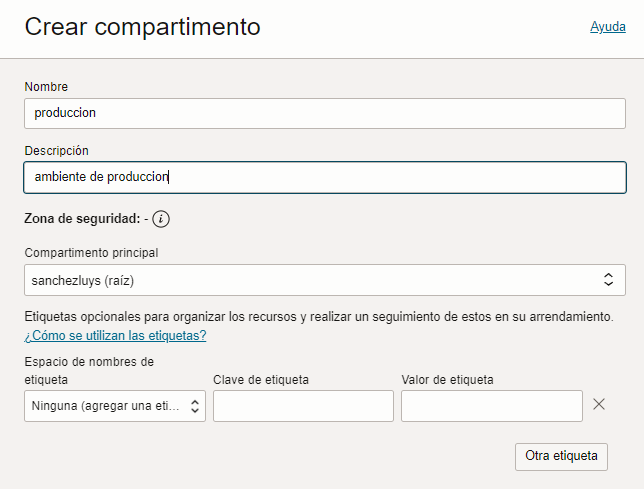 Crear compartimento
Ayuda
Nombre
produccion
Descripción
ambiente de produccion
Zona de seguridad: - i
Compartimento principal
sanchezluys (raíz)
Etiquetas opcionales para organizar los recursos y realizar un seguimiento de estos en su arrendamiento.
¿Cómo se utilizan las etiquetas?
Espacio de nombres de
etiqueta
Clave de etiqueta
Valor de etiqueta
Ninguna (agregar una eti...
Otra etiqueta